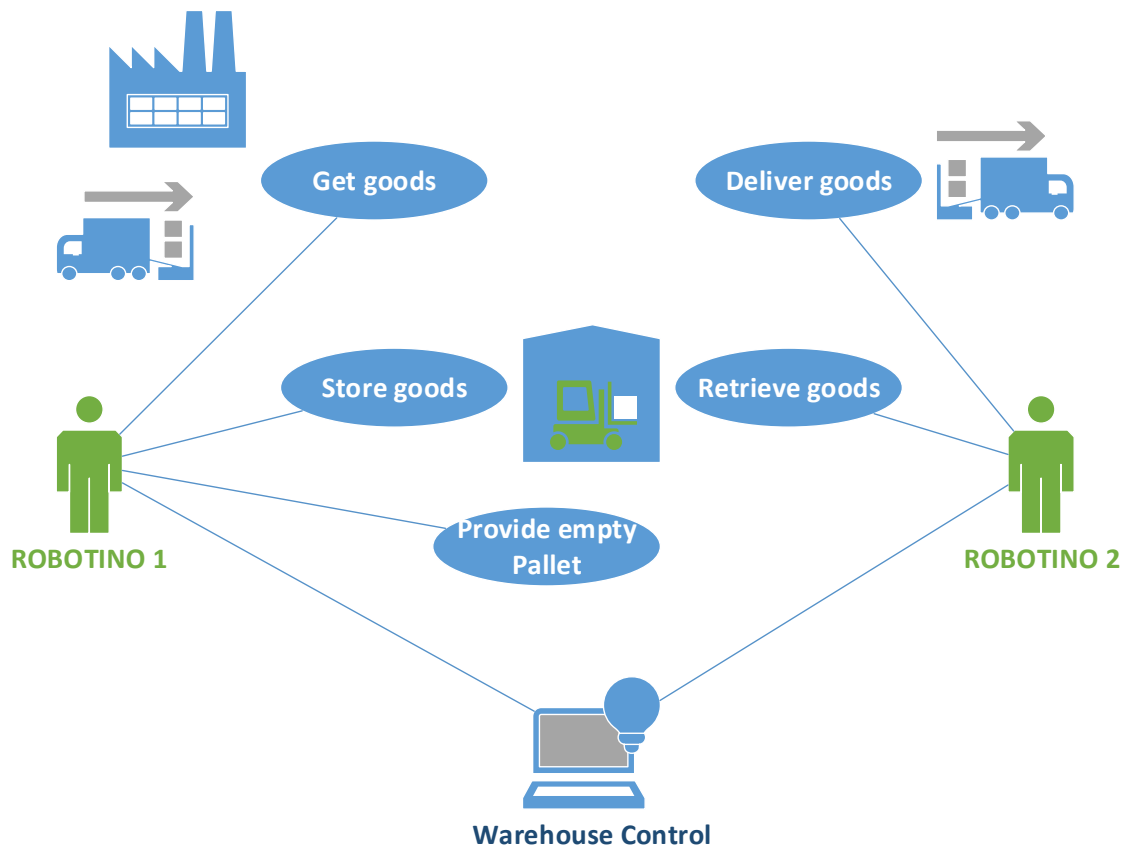 Get goods
Deliver goods
Store goods
Retrieve goods
Provide empty
Pallet
ROBOTINO 1
ROBOTINO 2
Warehouse Control